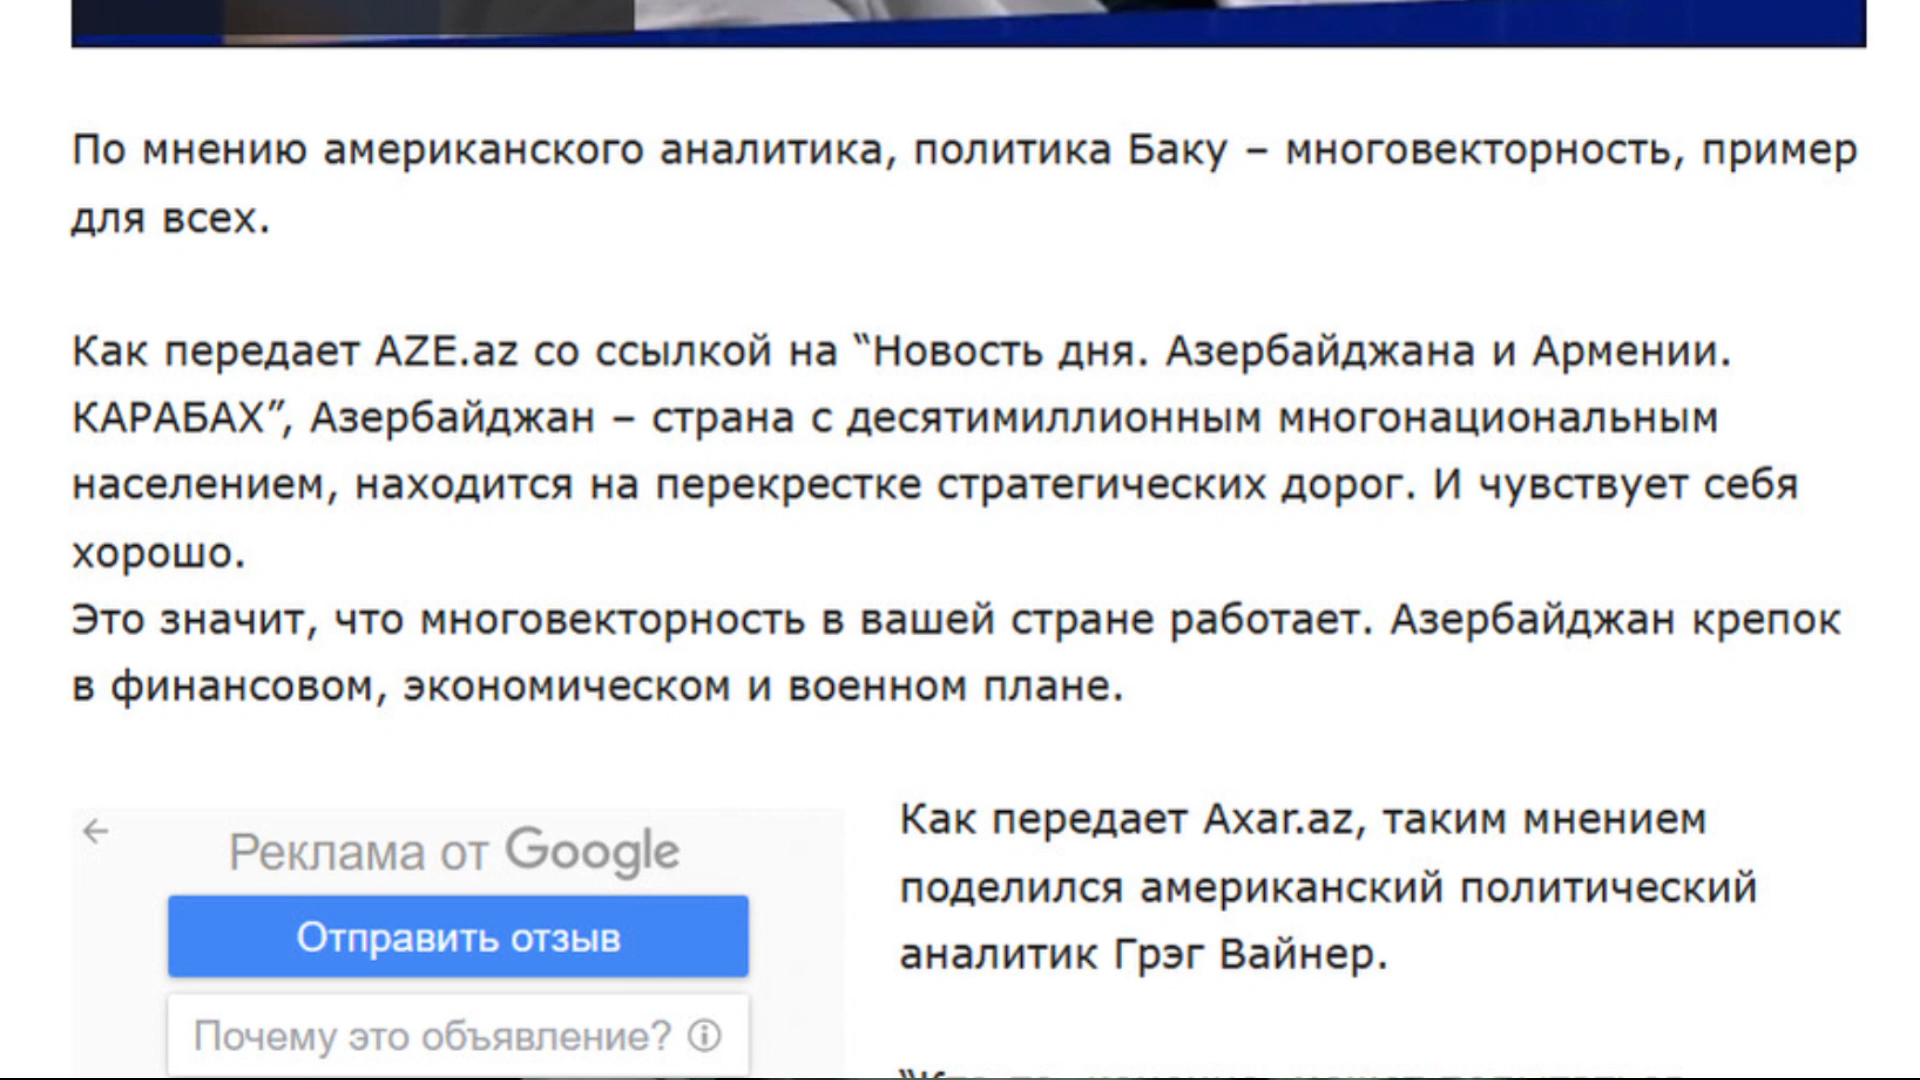 По мнению американского аналитика, политика Баку – многовекторность, пример
для всех.
Как передает AZE.az со ссылкой на “Новость дня. Азербайджана и Армении.
КАРАБАХ”, Азербайджан – страна с десятимиллионным многонациональным
населением, находится на перекрестке стратегических дорог. И чувствует себя
хорошо.
Это значит, что многовекторность в вашей стране работает. Азербайджан крепок
в финансовом, экономическом и военном плане.
Реклама от Google
Отправить отзыв
Почему это объявление?
Как передает Axar.az, таким мнением
поделился американский политический
аналитик Грэг Вайнер.